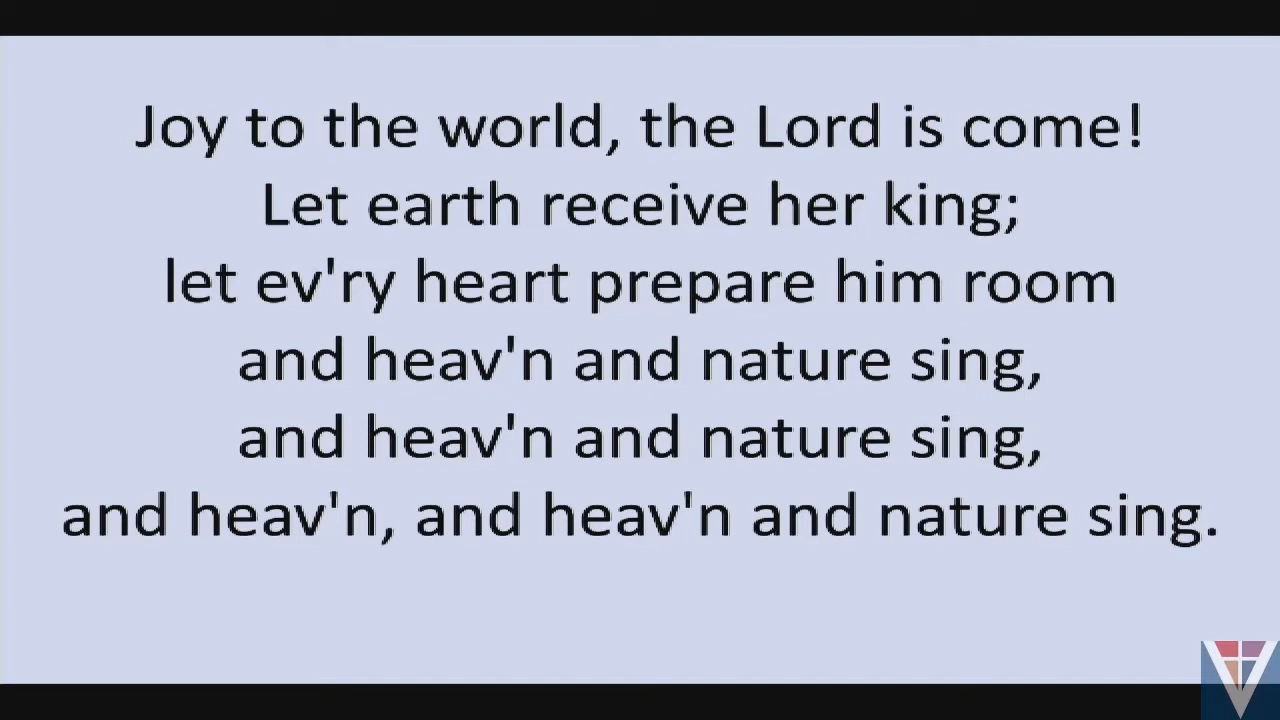 Joy to the world, the Lord is come!
Let earth receive her king;
let ev'ry heart prepare him room
and heav'n and nature sing,
and heav'n and nature sing,
and heav'n, and heav'n and nature sing.